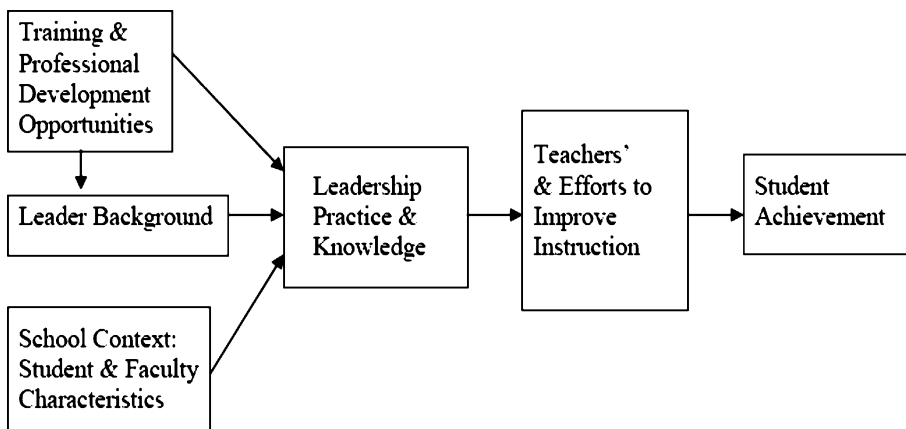 Training &
Professional
Development
Opportunities
Leader Background
School Context:
Student & Faculty
Characteristics
Leadership
Practice &
Knowledge
Teachers'
& Efforts to
Improve
Instruction
Student
Achievement